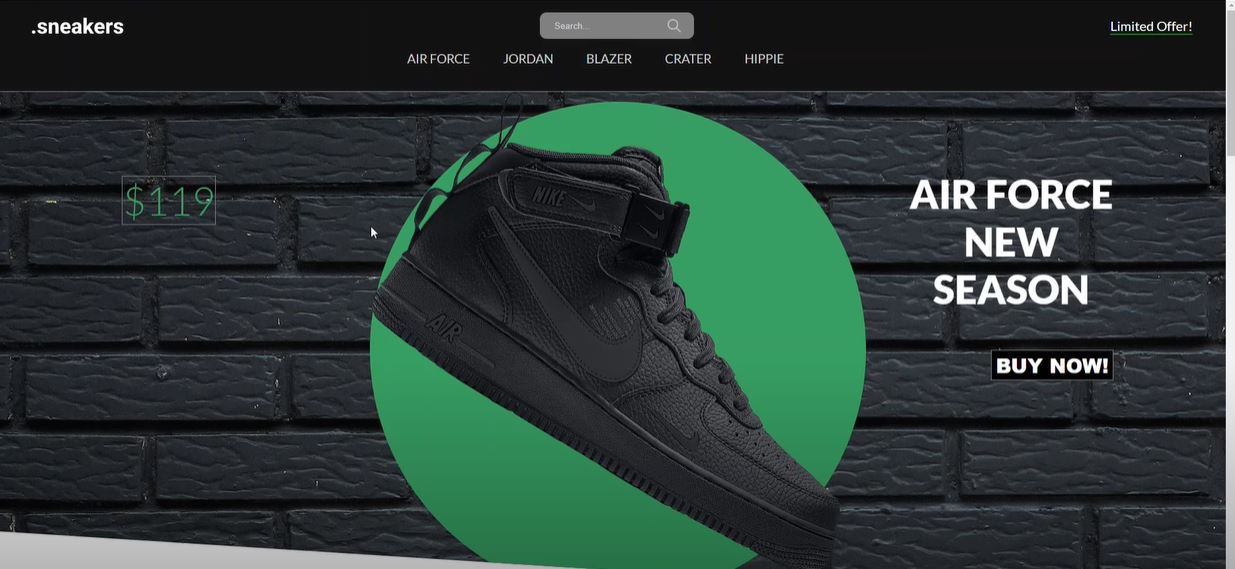 .sneakers
Search...
Limited Offer!
AIR FORCE
JORDAN
BLAZER
CRATER
HIPPIE
$119
NIKE
AIR
AIR FORCE
NEW
SEASON
BUY NOW!